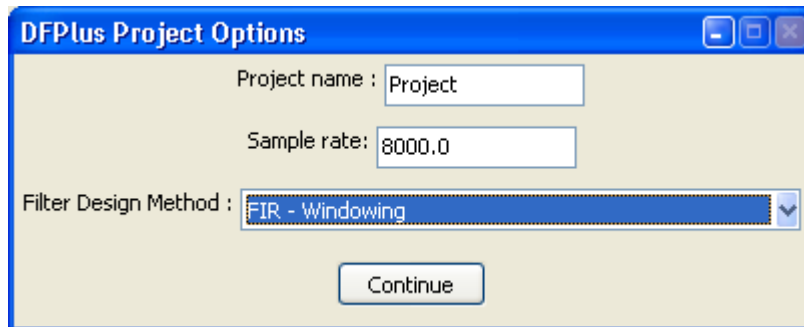 DFPlus Project Options
Project name : Project
Sample rate: 8000.0
Filter Design Method : FIR - Windowing
Continue